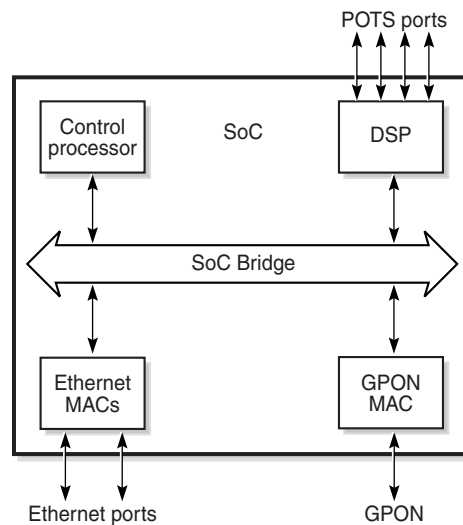 POTS ports
Control
processor
SoC
DSP
SoC Bridge
Ethernet
MACs
GPON
MAC
Ethernet ports
GPON